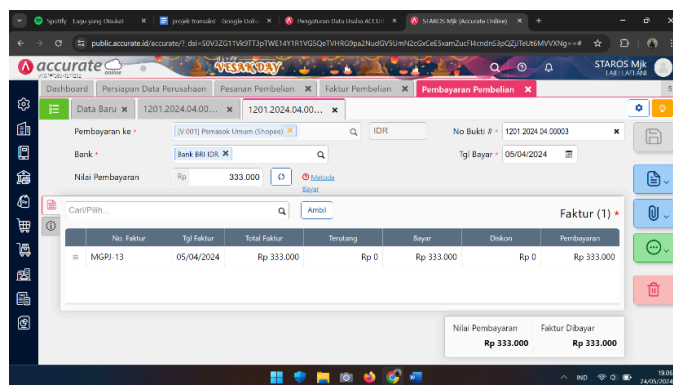 Spotify - Lagu yang Disukai
projek transaksi - Google Doku
Pengaturan Data Usaha ACCUR
STAROS Mjk (Accurate Online)
public.accurate.id/accurate/?_dsi=
accurate online
VESAK DAY
STAROS Mjk
Dashboard Persiapan Data Perusahaan Pesanan Pembelian Faktur Pembelian Pembayaran Pembelian 5
Data Baru 1201.2024.04.00... 1201.2024.04.00...
Pembayaran ke * [V.001] Pemasok Umum (Shopee) IDR No Bukti # * 1201.2024.04.00003
Bank * Bank BRI IDR Tgl Bayar * 05/04/2024
Nilai Pembayaran Rp 333.000 Metode
Bayar
Cari/Pilih... Ambil Faktur (1) *
No. Faktur Tgl Faktur Total Faktur Terutang Bayar Diskon Pembayaran
MGPJ-13 05/04/2024 Rp 333.000 Rp 0 Rp 333.000 Rp 0 Rp 333.000
Nilai Pembayaran Faktur Dibayar
Rp 333.000 Rp 333.000
IND 19.06
24/05/2024